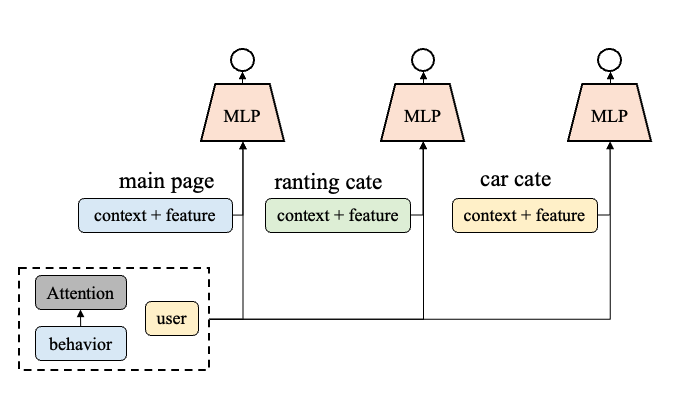 MLP
MLP
MLP
main page
ranting cate
car cate
context + feature
context + feature
context + feature
Attention
user
behavior